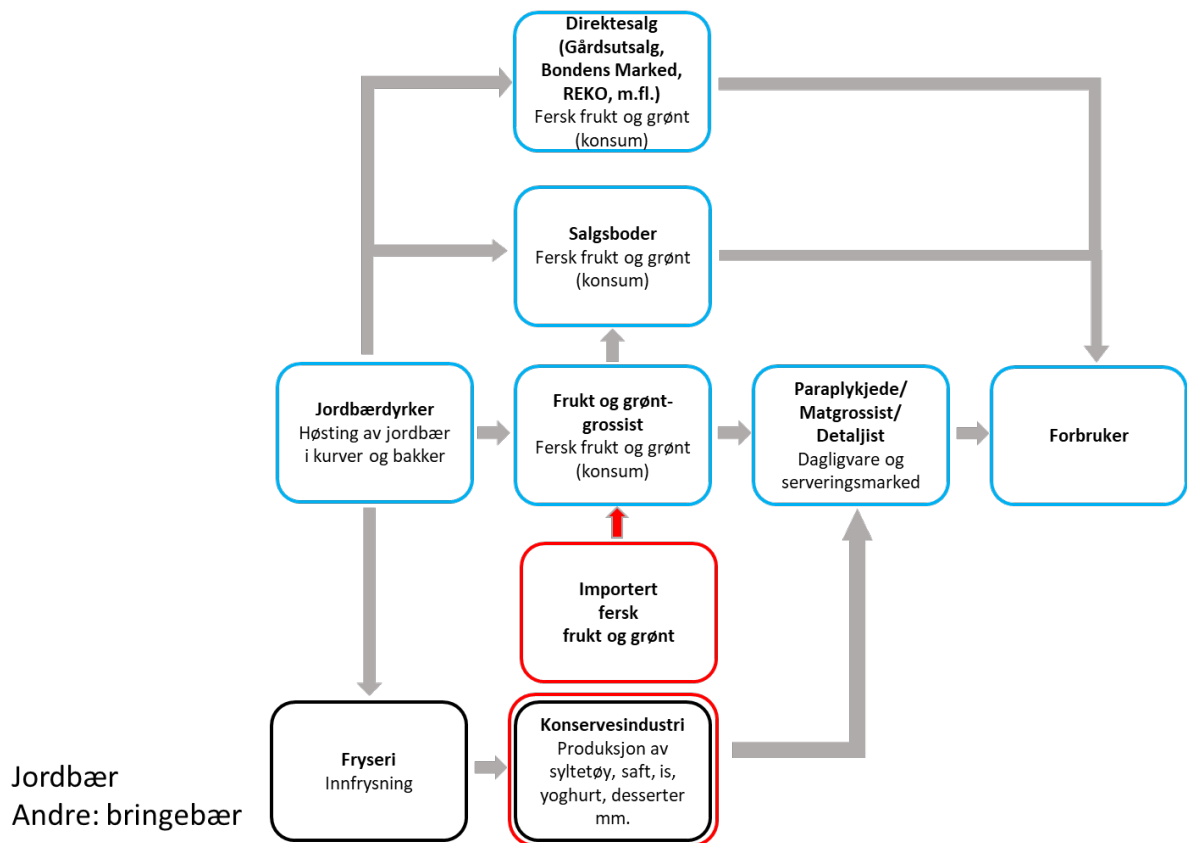 Direktesalg
(Gårdsutsalg,
Bondens Marked,
REKO, m.fl.)
Fersk frukt og grønt
(konsum)
Salgsboder
Fersk frukt og grønt
(konsum)
Jordbærdyrker
Høsting av jordbær
i kurver og bakker
Frukt og grønt-
grossist
Fersk frukt og grønt
(konsum)
Paraplykjede/
Matgrossist/
Detaljist
Dagligvare og
serveringsmarked
Forbruker
Importert
fersk
frukt og grønt
Fryseri
Innfrysning
Konservesindustri
Produksjon av
syltetøy, saft, is,
yoghurt, desserter
mm.
Jordbær
Andre: bringebær